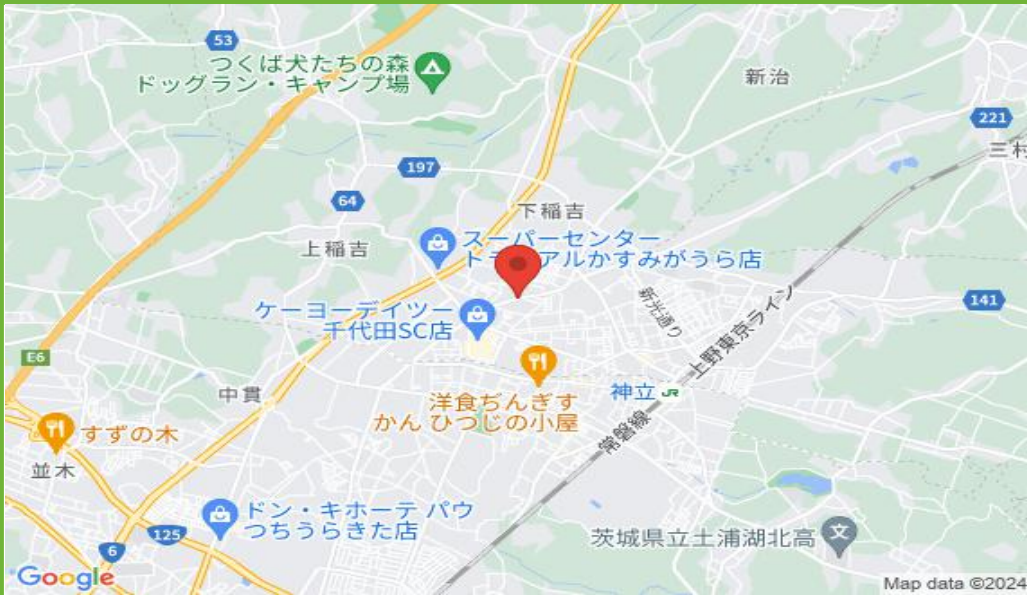 53
つくば犬たちの森
ドッグラン・キャンプ場
新治
221
三村
197
64
下稲吉
上稲吉
スーパーセンター
トライアルかすみがうら店
ケーヨーデイツー
千代田SC店
新光通り
141
上野東京ライン
E6
中貫
神立 JR
洋食ぢんぎす
かん ひつじの小屋
常磐線
すずの木
並木
ドン・キホーテ パウ
つちうらきた店
125
6
茨城県立土浦湖北高
文
Google
Map data ©2024